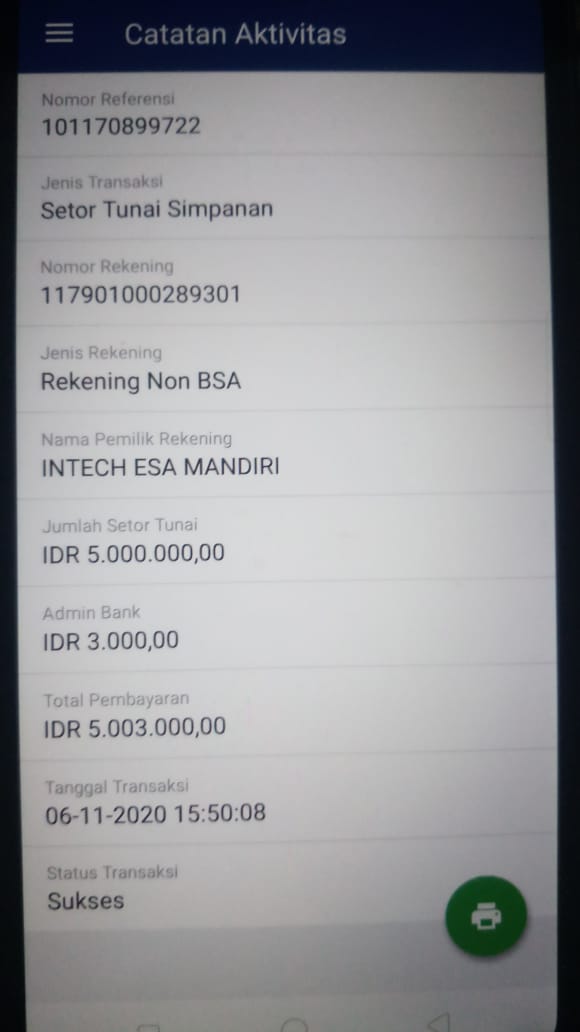 Catatan Aktivitas
Nomor Referensi
101170899722
Jenis Transaksi
Setor Tunai Simpanan
Nomor Rekening
117901000289301
Jenis Rekening
Rekening Non BSA
Nama Pemilik Rekening
INTECH ESA MANDIRI
Jumlah Setor Tunai
IDR 5.000.000,00
Admin Bank
IDR 3.000,00
Total Pembayaran
IDR 5.003.000,00
Tanggal Transaksi
06-11-2020 15:50:08
Status Transaksi
Sukses